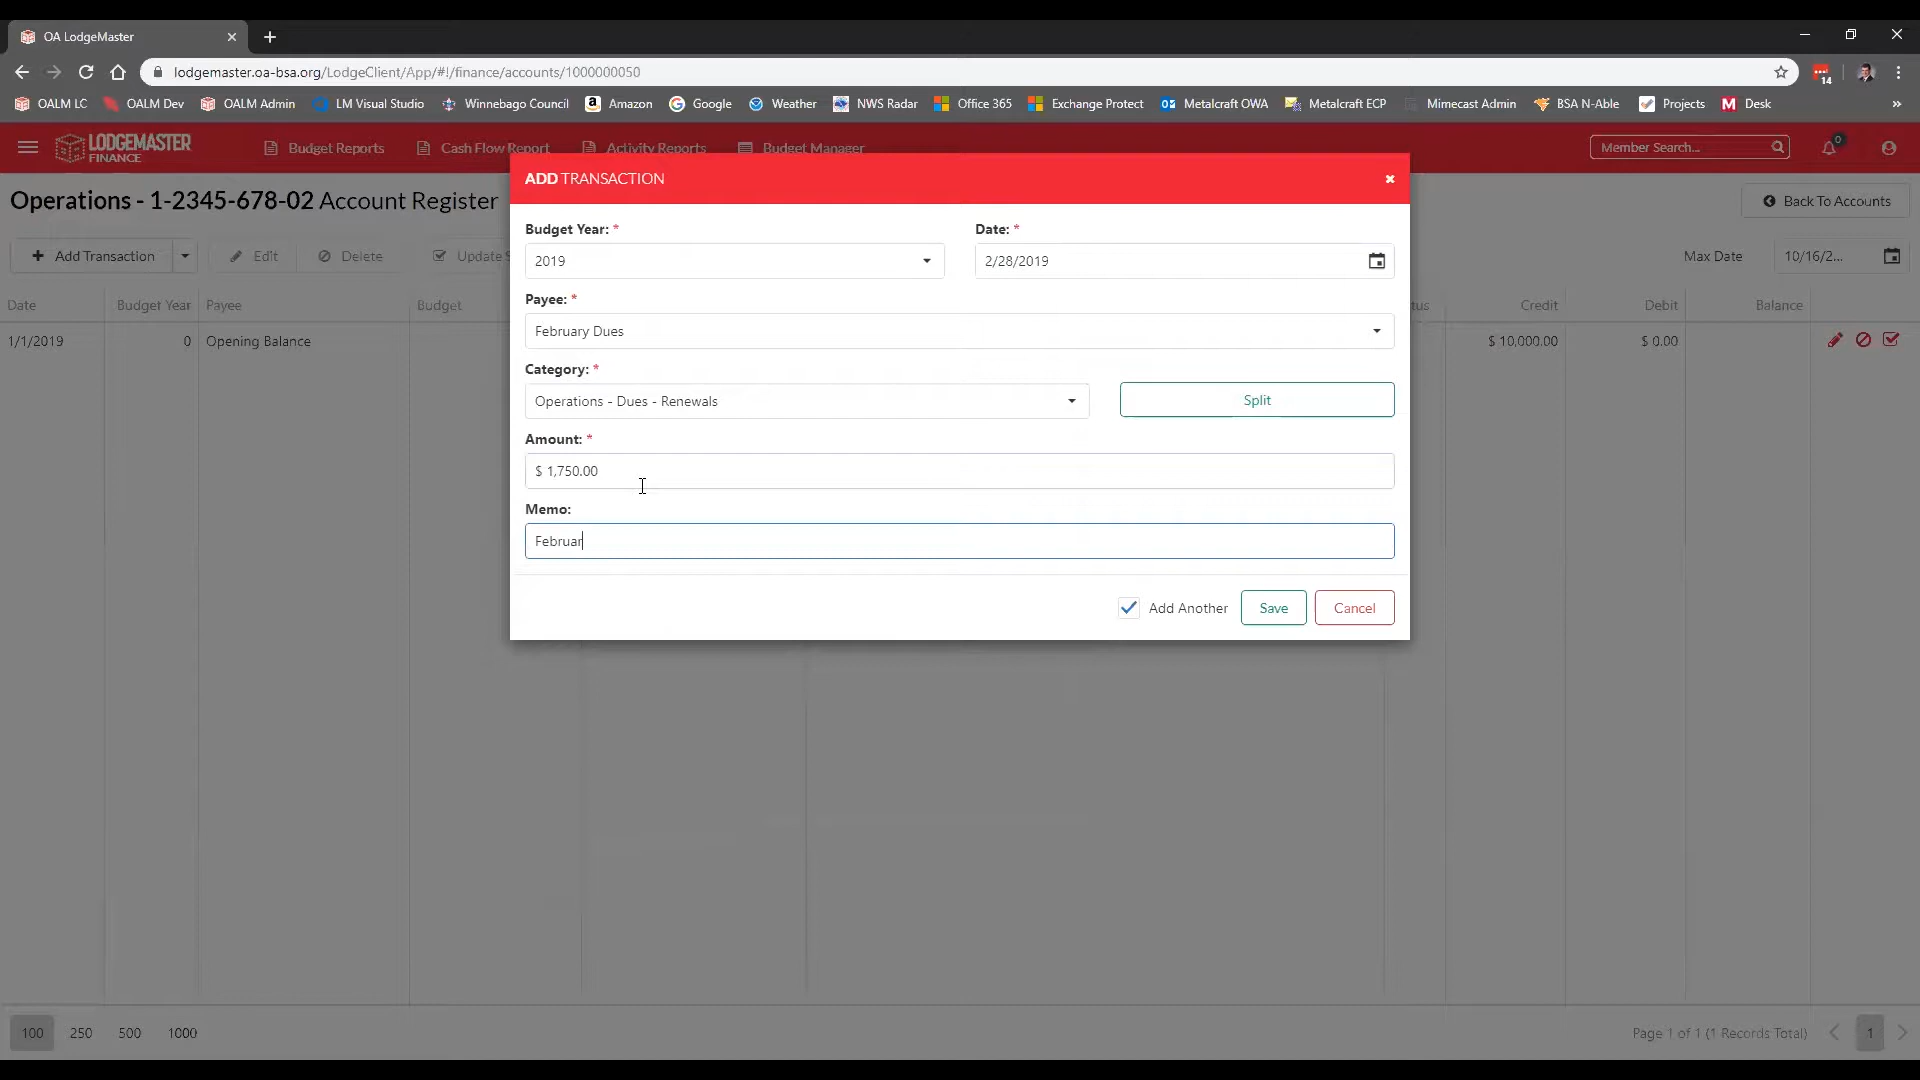 OA LodgeMaster
lodgemaster.oa-bsa.org/LodgeClient/App/#!/finance/accounts/1000000050
14
OALM LC OALM Dev OALM Admin LM Visual Studio Winnebago Council Amazon Google Weather NWS Radar Office 365 Exchange Protect Metalcraft OWA Metalcraft ECP Mimecast Admin BSA N-Able Projects Desk »
LODGEMASTER
FINANCE
Budget Reports Cash Flow Report Activity Reports Budget Manager
Member Search...
0
Operations - 1-2345-678-02 Account Register
Back To Accounts
Add Transaction Edit Delete Update S
Max Date 10/16/2...
Date Budget Year Payee Budget tus Credit Debit Balance
1/1/2019 0 Opening Balance $ 10,000.00 $ 0.00
ADD TRANSACTION
Budget Year: * Date: *
2019 2/28/2019
Payee: *
February Dues
Category: *
Operations - Dues - Renewals Split
Amount: *
$ 1,750.00
Memo:
Februar
Add Another Save Cancel
100 250 500 1000
Page 1 of 1 (1 Records Total) 1